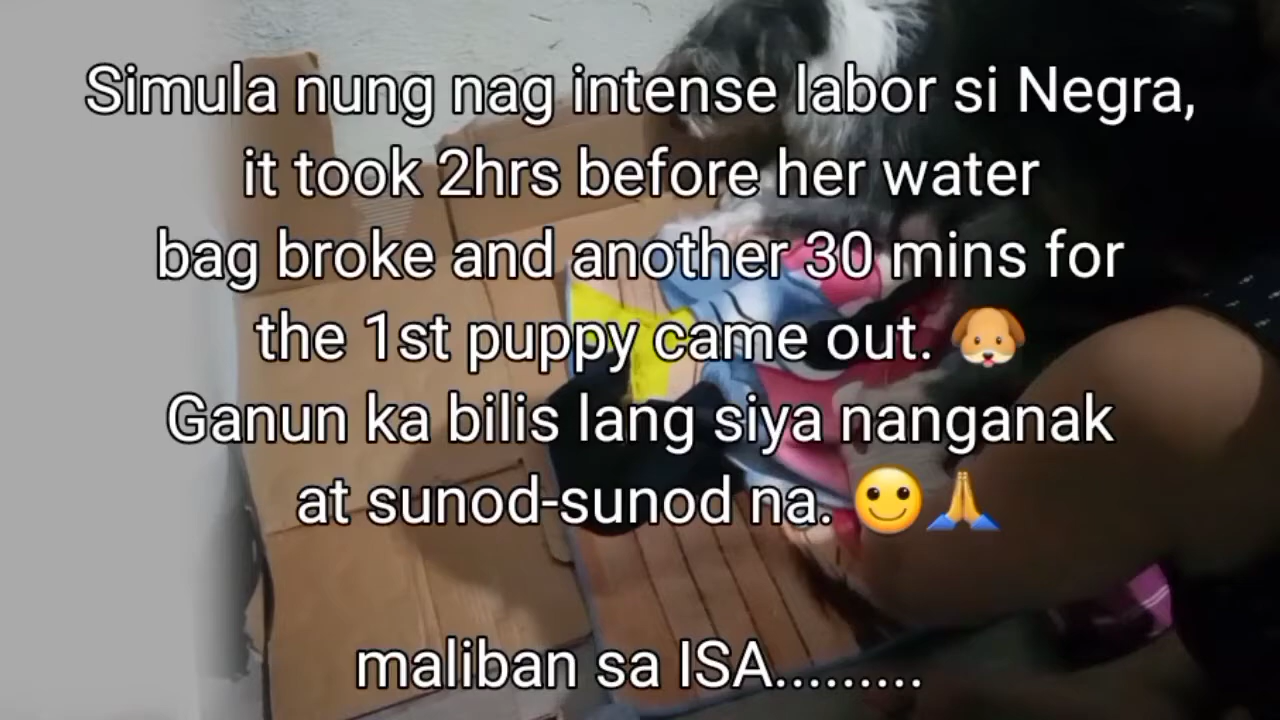 Simula nung nag intense labor si Negra,
it took 2hrs before her water
bag broke and another 30 mins for
the 1st puppy came out. 🐶
Ganun ka bilis lang siya nanganak
at sunod-sunod na. 🙂🙏
maliban sa ISA.........